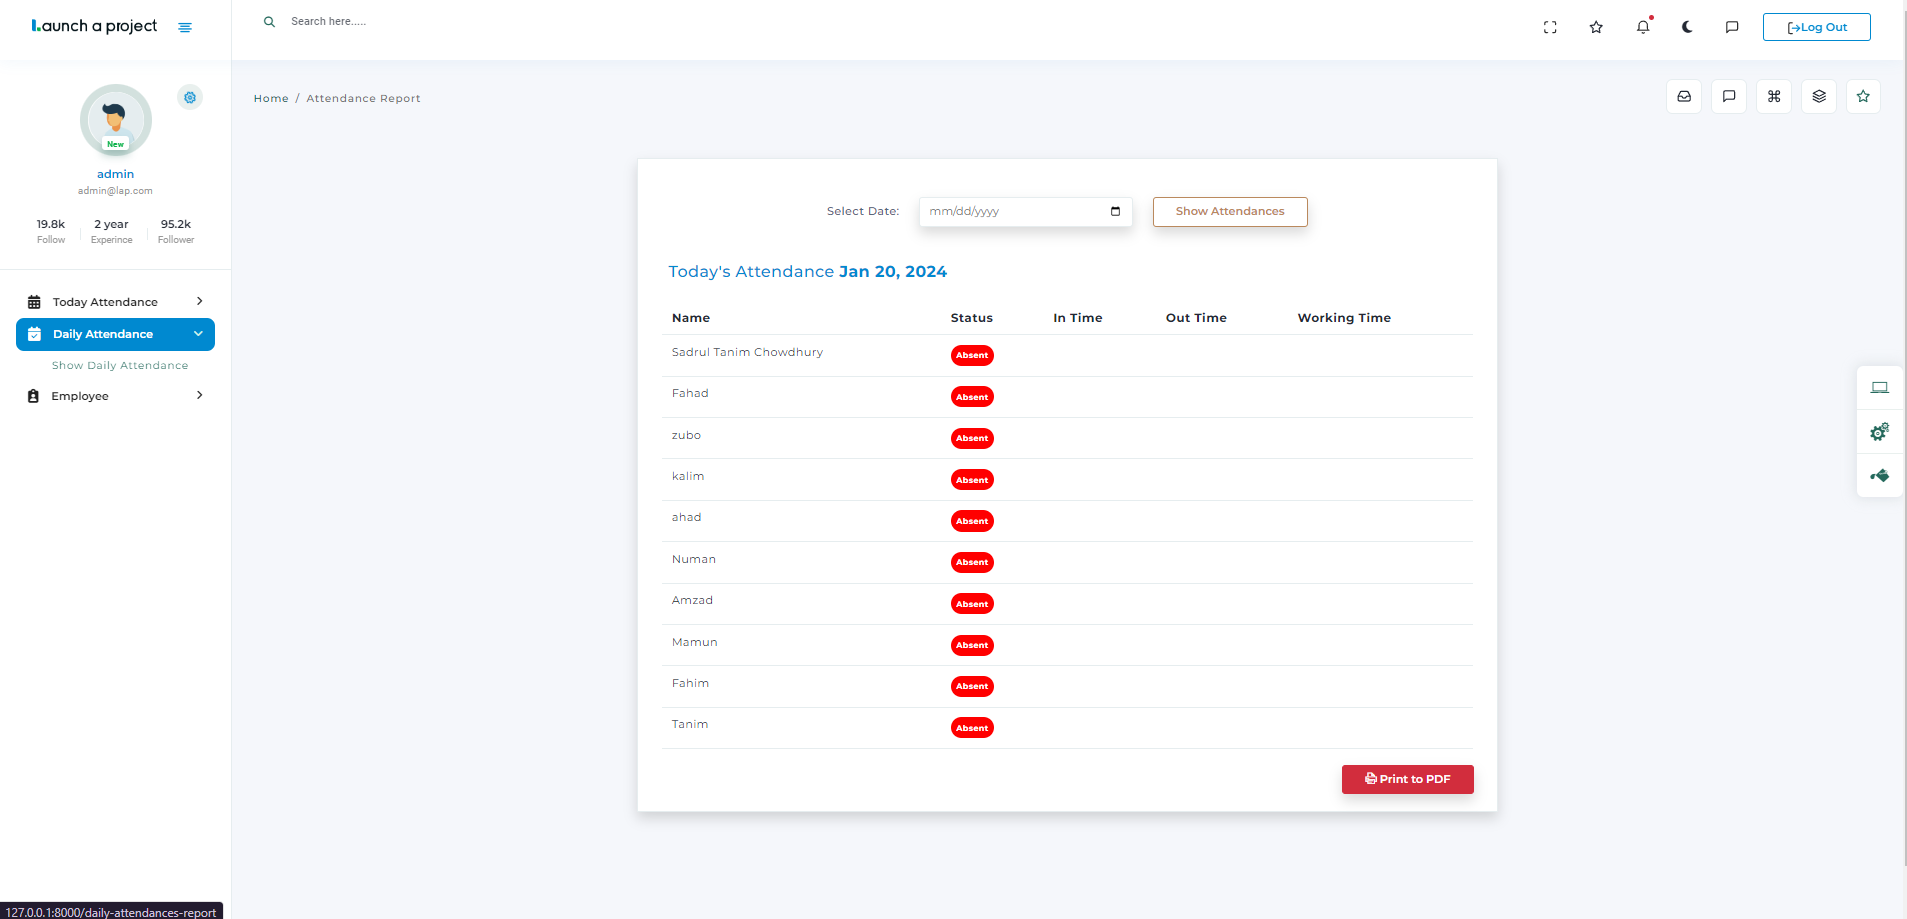 Launch a project
Search here.....
Log Out
New
admin
admin@lap.com
19.8k 2 year 95.2k
Follow Experince Follower
Today Attendance
Daily Attendance
Show Daily Attendance
Employee
Home / Attendance Report
Select Date: mm/dd/yyyy Show Attendances
Today's Attendance Jan 20, 2024
Name Status In Time Out Time Working Time
Sadrul Tanim Chowdhury Absent
Fahad Absent
zubo Absent
kalim Absent
ahad Absent
Numan Absent
Amzad Absent
Mamun Absent
Fahim Absent
Tanim Absent
Print to PDF
127.0.0.1:8000/daily-attendances-report